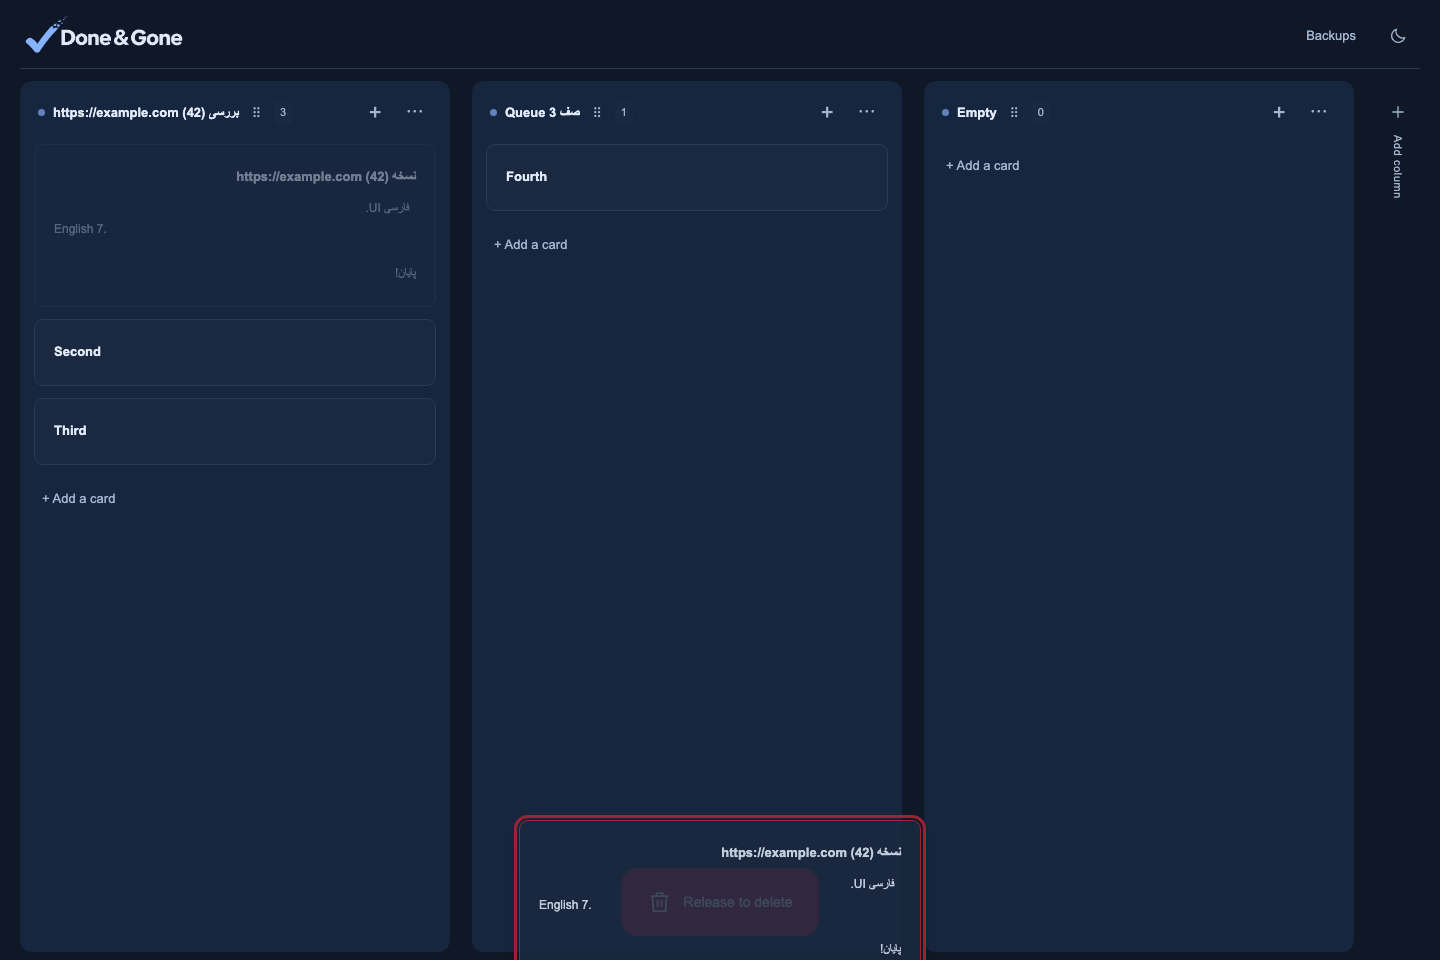 Done & Gone
Backups
بررسی (42) https://example.com
3
نسخه (42) https://example.com
فارسی UI.
English 7.
پایان!
Second
Third
+ Add a card
Queue 3 صف
1
Fourth
+ Add a card
Empty
0
+ Add a card
Add column
نسخه (42) https://example.com
فارسی UI.
English 7.
Release to delete
پایان!